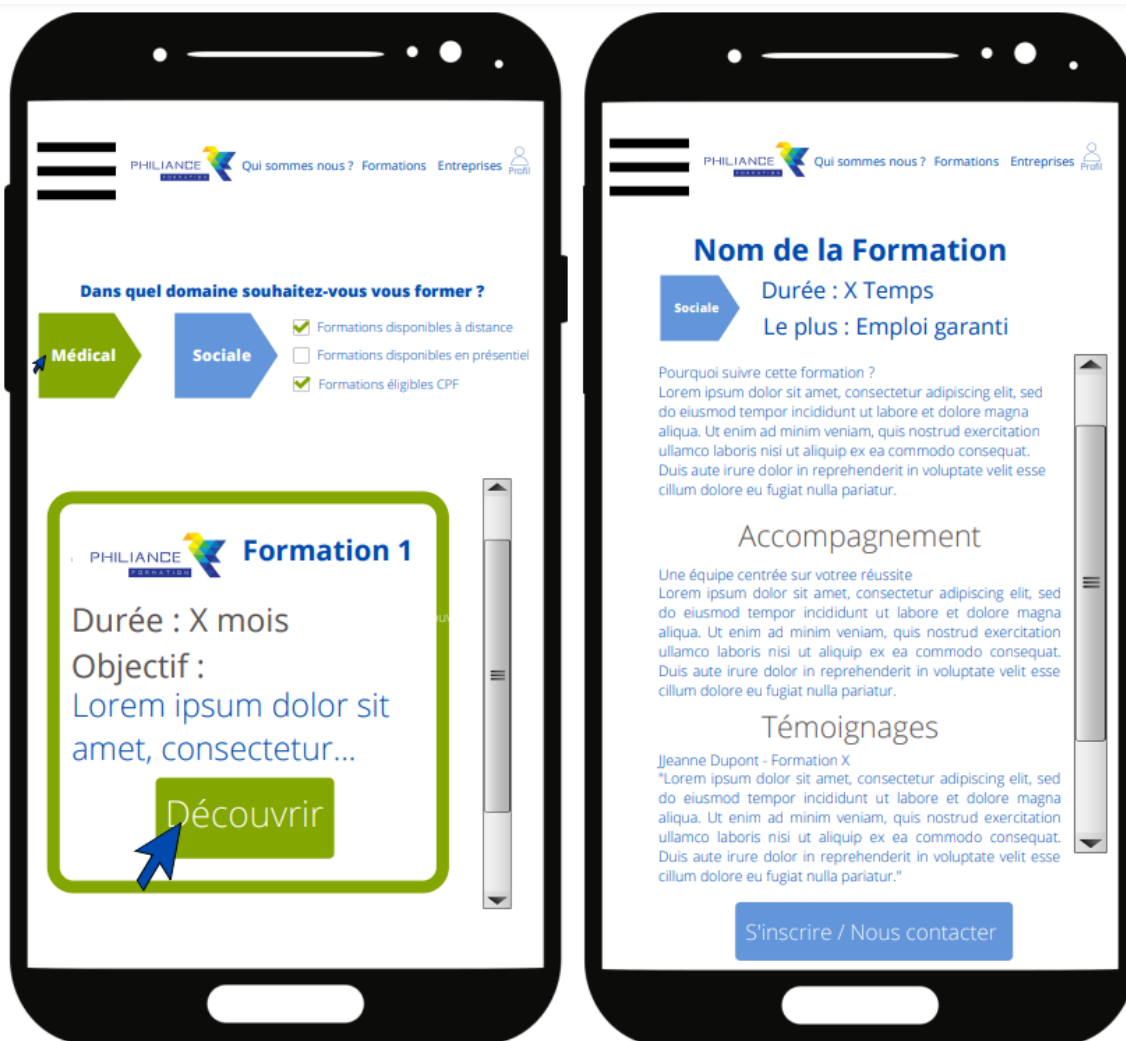 PHILIANCE
FORMATION
Qui sommes nous ? Formations Entreprises
Profil
Dans quel domaine souhaitez-vous vous former ?
Médical
Sociale
Formations disponibles à distance
Formations disponibles en présentiel
Formations éligibles CPF
PHILIANCE
FORMATION
Formation 1
Durée : X mois
Objectif :
Lorem ipsum dolor sit
amet, consectetur...
Découvrir
PHILIANCE
FORMATION
Qui sommes nous ? Formations Entreprises
Profil
Nom de la Formation
Sociale
Durée : X Temps
Le plus : Emploi garanti
Pourquoi suivre cette formation ?
Lorem ipsum dolor sit amet, consectetur adipiscing elit, sed
do eiusmod tempor incididunt ut labore et dolore magna
aliqua. Ut enim ad minim veniam, quis nostrud exercitation
ullamco laboris nisi ut aliquip ex ea commodo consequat.
Duis aute irure dolor in reprehenderit in voluptate velit esse
cillum dolore eu fugiat nulla pariatur.
Accompagnement
Une équipe centrée sur votree réussite
Lorem ipsum dolor sit amet, consectetur adipiscing elit, sed
do eiusmod tempor incididunt ut labore et dolore magna
aliqua. Ut enim ad minim veniam, quis nostrud exercitation
ullamco laboris nisi ut aliquip ex ea commodo consequat.
Duis aute irure dolor in reprehenderit in voluptate velit esse
cillum dolore eu fugiat nulla pariatur.
Témoignages
JJeanne Dupont - Formation X
"Lorem ipsum dolor sit amet, consectetur adipiscing elit, sed
do eiusmod tempor incididunt ut labore et dolore magna
aliqua. Ut enim ad minim veniam, quis nostrud exercitation
ullamco laboris nisi ut aliquip ex ea commodo consequat.
Duis aute irure dolor in reprehenderit in voluptate velit esse
cillum dolore eu fugiat nulla pariatur."
S'inscrire / Nous contacter